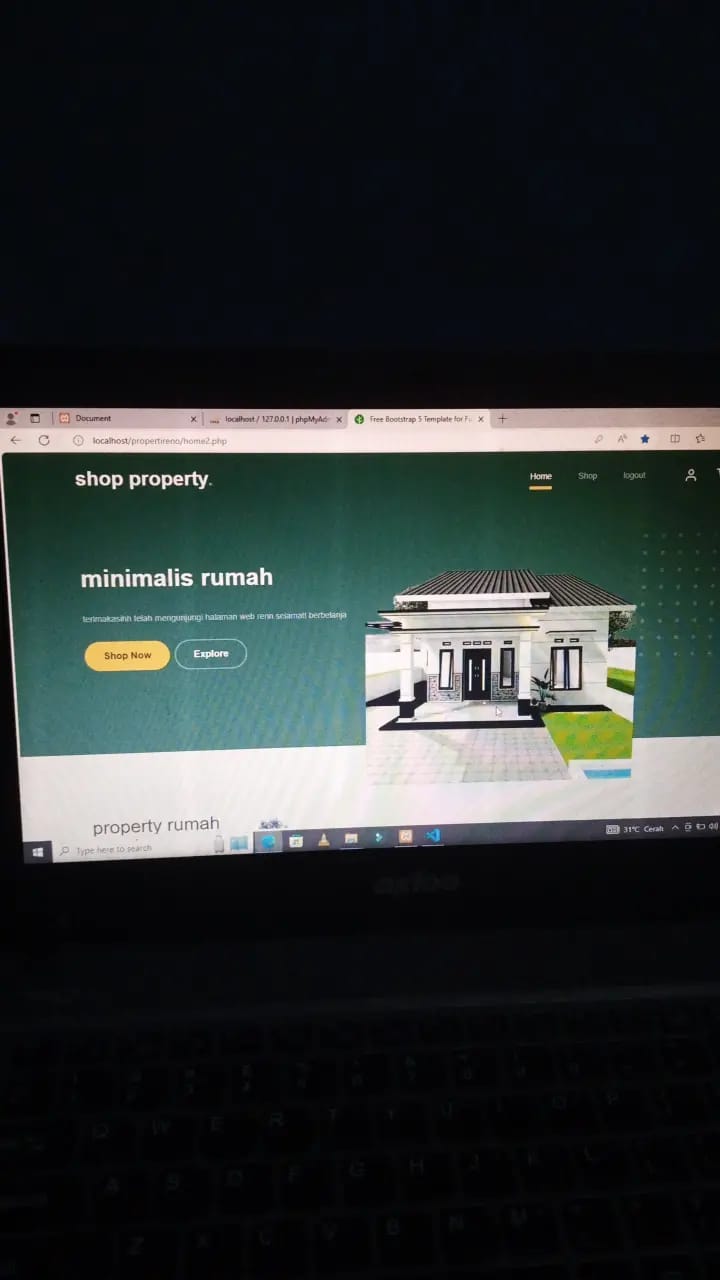 Document
localhost / 127.0.0.1 | phpMyAd
Free Bootstrap 5 Template for Fu
localhost/propertireno/home2.php
shop property.
Home
Shop
logout
minimalis rumah
terimakasihh telah mengunjungi halaman web renn selamatt berbelanja
Shop Now
Explore
property rumah
Type here to search
31°C Cerah
Q W E R T Y U I O P
A S D F G H J K L
Z X C V B N M